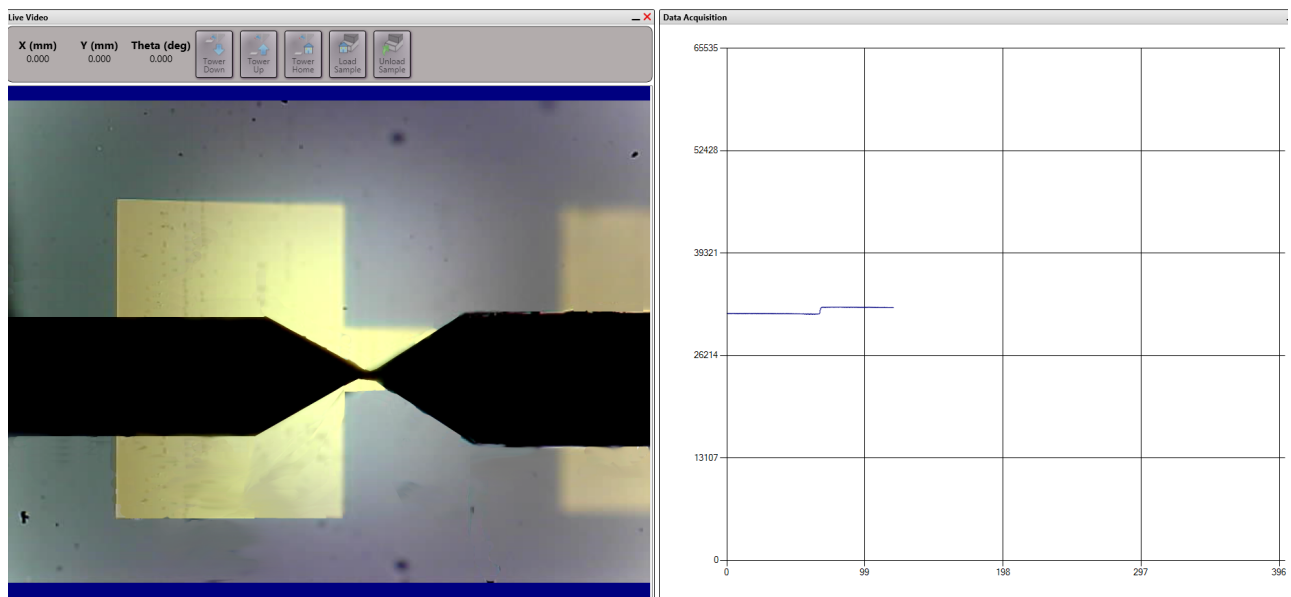 Live Video
X (mm) Y (mm) Theta (deg)
0.000 0.000 0.000
Tower
Down
Tower
Up
Tower
Home
Load
Sample
Unload
Sample
Data Acquisition
65535
52428
39321
26214
13107
0
0 99 198 297 396